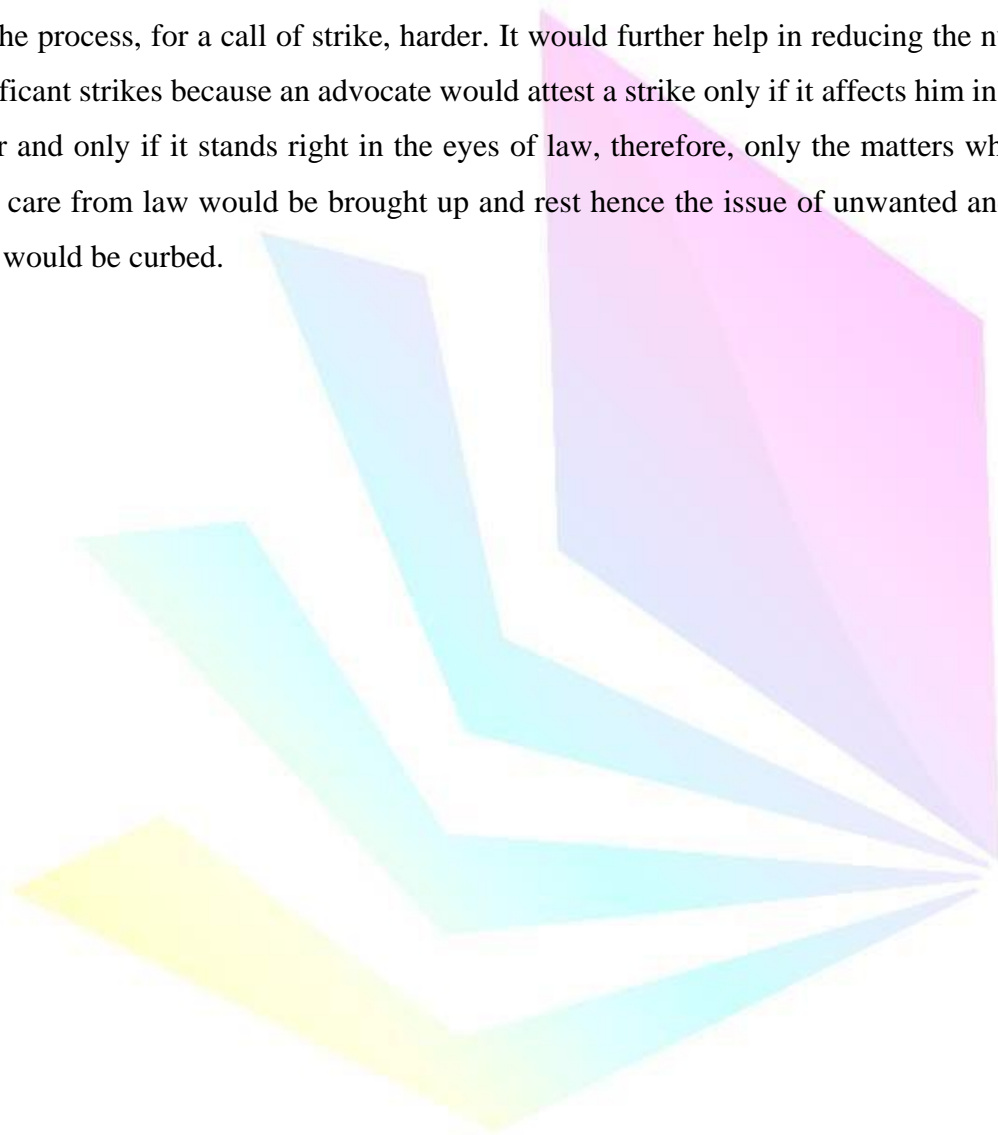 he process, for a call of strike, harder. It would further help in reducing the n
ficant strikes because an advocate would attest a strike only if it affects him in
r and only if it stands right in the eyes of law, therefore, only the matters wh
care from law would be brought up and rest hence the issue of unwanted an
would be curbed.